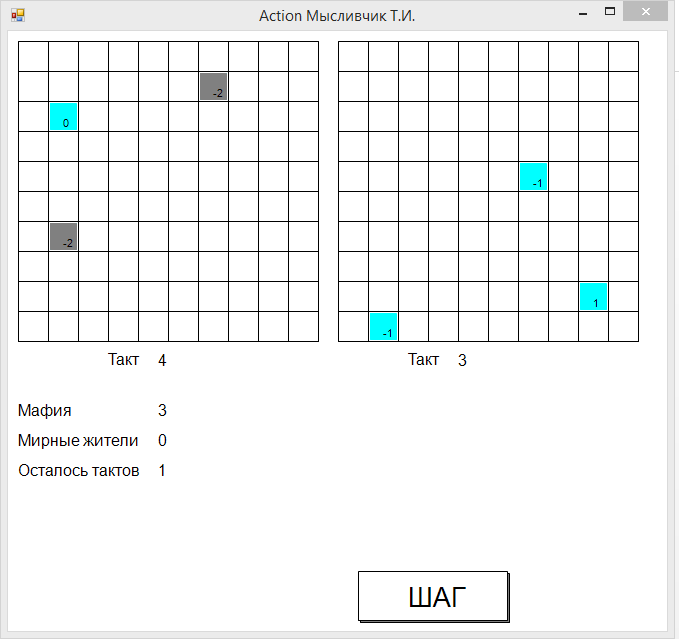 Action Мысливчик Т.И.
-2
0
-1
-2
1
-1
Такт 4
Такт 3
Мафия 3
Мирные жители 0
Осталось тактов 1
ШАГ